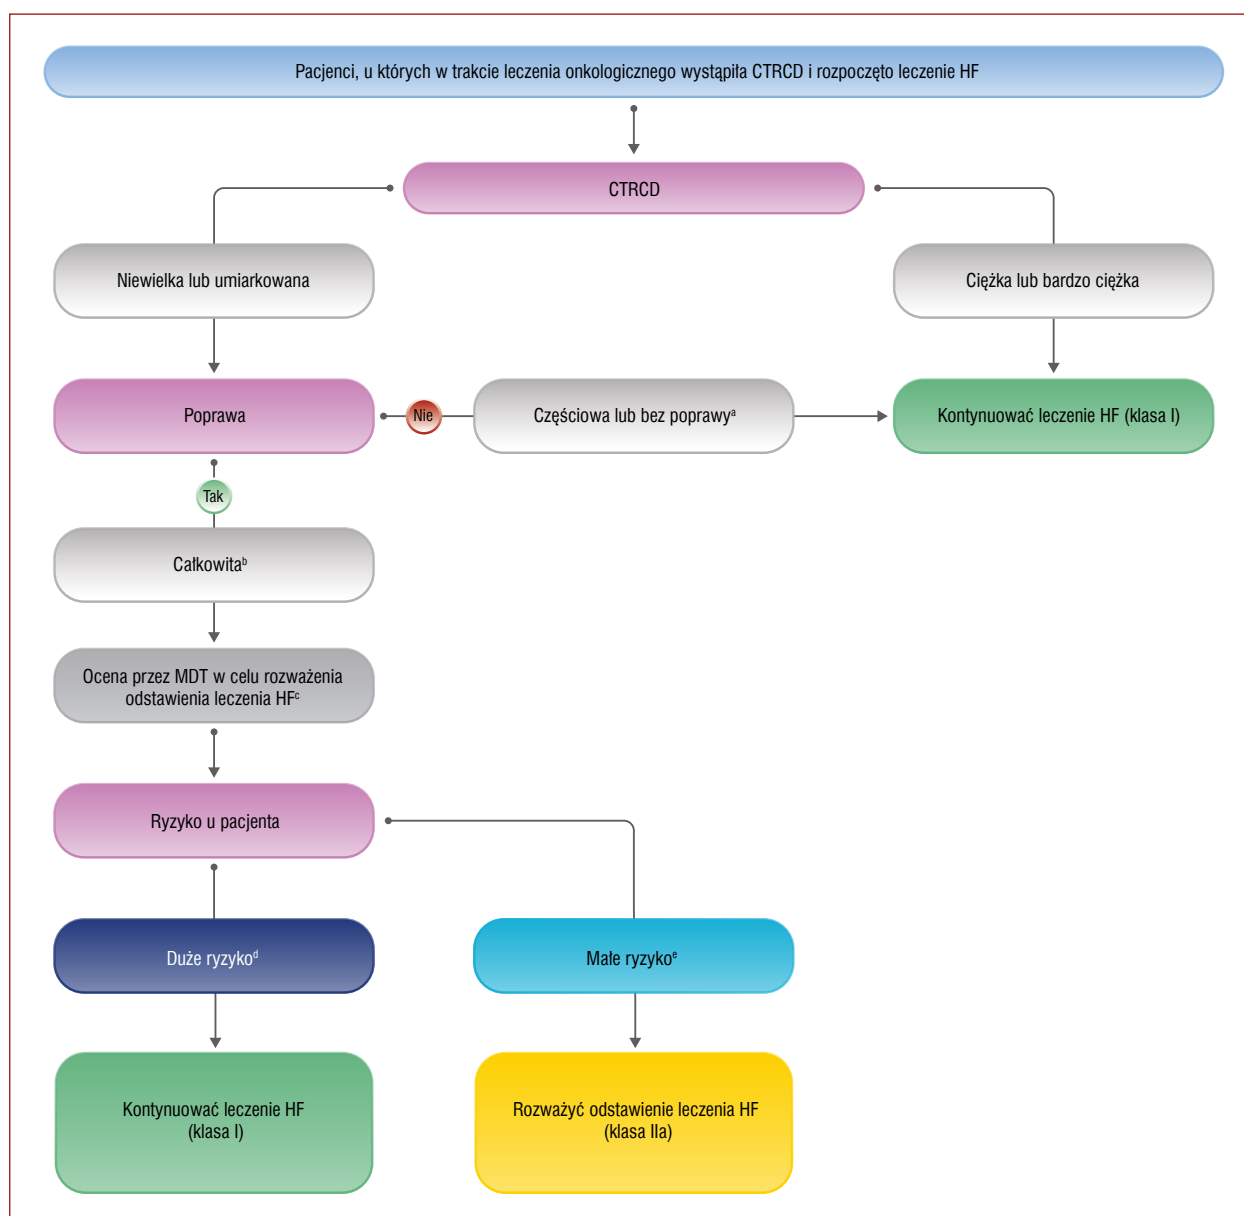 Pacjenci, u których w trakcie leczenia onkologicznego wystąpiła CTRCD i rozpoczęto leczenie HF
CTRCD
Niewielka lub umiarkowana
Ciężka lub bardzo ciężka
Poprawa
Nie
Częściowa lub bez poprawyᵃ
Kontynuować leczenie HF (klasa I)
Tak
Całkowitaᵇ
Ocena przez MDT w celu rozważenia
odstawienia leczenia HFᶜ
Ryzyko u pacjenta
Duże ryzykoᵈ
Małe ryzykoᵉ
Kontynuować leczenie HF
(klasa I)
Rozważyć odstawienie leczenia HF
(klasa IIa)